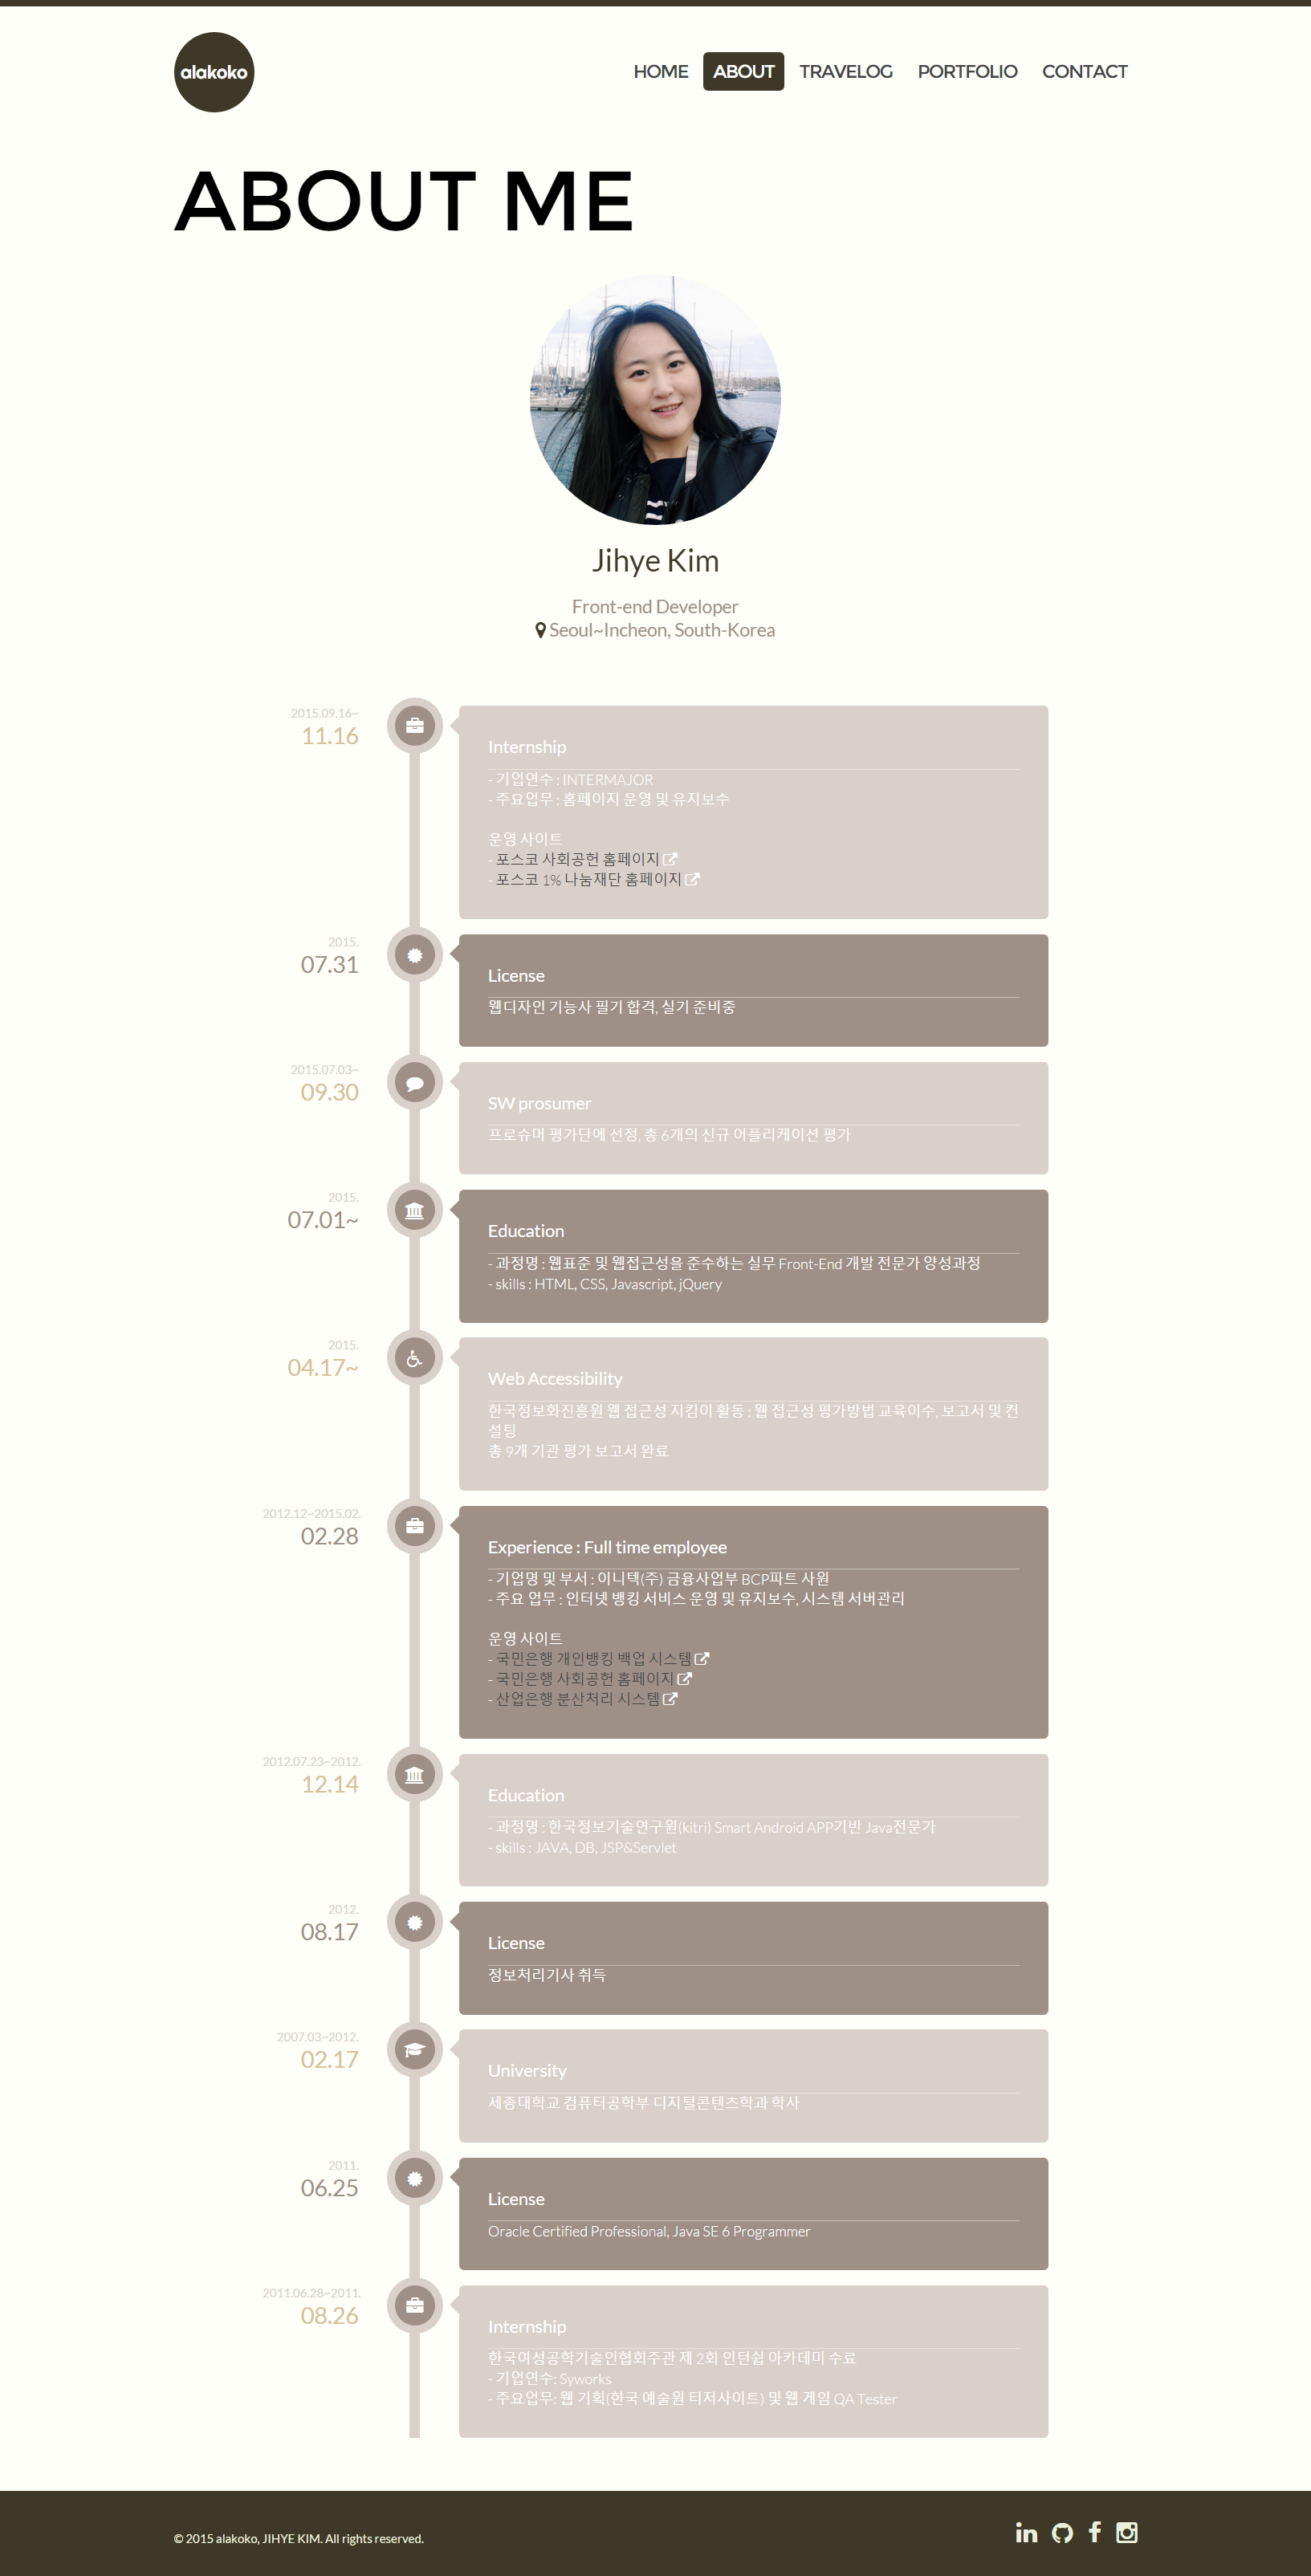 alakoko
HOME ABOUT TRAVELOG PORTFOLIO CONTACT
ABOUT ME
Jihye Kim
Front-end Developer
Seoul~Incheon, South-Korea
2015.09.16~
11.16
Internship
- 기업연수 : INTERMAJOR
- 주요업무 : 홈페이지 운영 및 유지보수
운영 사이트
- 포스코 사회공헌 홈페이지
- 포스코 1% 나눔재단 홈페이지
2015.
07.31
License
웹디자인 기능사 필기 합격, 실기 준비중
2015.07.03~
09.30
SW prosumer
프로슈머 평가단에 선정, 총 6개의 신규 어플리케이션 평가
2015.
07.01~
Education
- 과정명 : 웹표준 및 웹접근성을 준수하는 실무 Front-End 개발 전문가 양성과정
- skills : HTML, CSS, Javascript, jQuery
2015.
04.17~
Web Accessibility
한국정보화진흥원 웹 접근성 지킴이 활동 : 웹 접근성 평가방법 교육이수, 보고서 및 컨
설팅
총 9개 기관 평가 보고서 완료
2012.12~2015.02.
02.28
Experience : Full time employee
- 기업명 및 부서 : 이니텍(주) 금융사업부 BCP파트 사원
- 주요 업무 : 인터넷 뱅킹 서비스 운영 및 유지보수, 시스템 서버관리
운영 사이트
- 국민은행 개인뱅킹 백업 시스템
- 국민은행 사회공헌 홈페이지
- 산업은행 분산처리 시스템
2012.07.23~2012.
12.14
Education
- 과정명 : 한국정보기술연구원(kitri) Smart Android APP기반 Java전문가
- skills : JAVA, DB, JSP&Servlet
2012.
08.17
License
정보처리기사 취득
2007.03~2012.
02.17
University
세종대학교 컴퓨터공학부 디지털콘텐츠학과 학사
2011.
06.25
License
Oracle Certified Professional, Java SE 6 Programmer
2011.06.28~2011.
08.26
Internship
한국여성공학기술인협회주관 제 2회 인턴쉽 아카데미 수료
- 기업연수: Syworks
- 주요업무: 웹 기획(한국 예술원 티저사이트) 및 웹 게임 QA Tester
© 2015 alakoko, JIHYE KIM. All rights reserved.